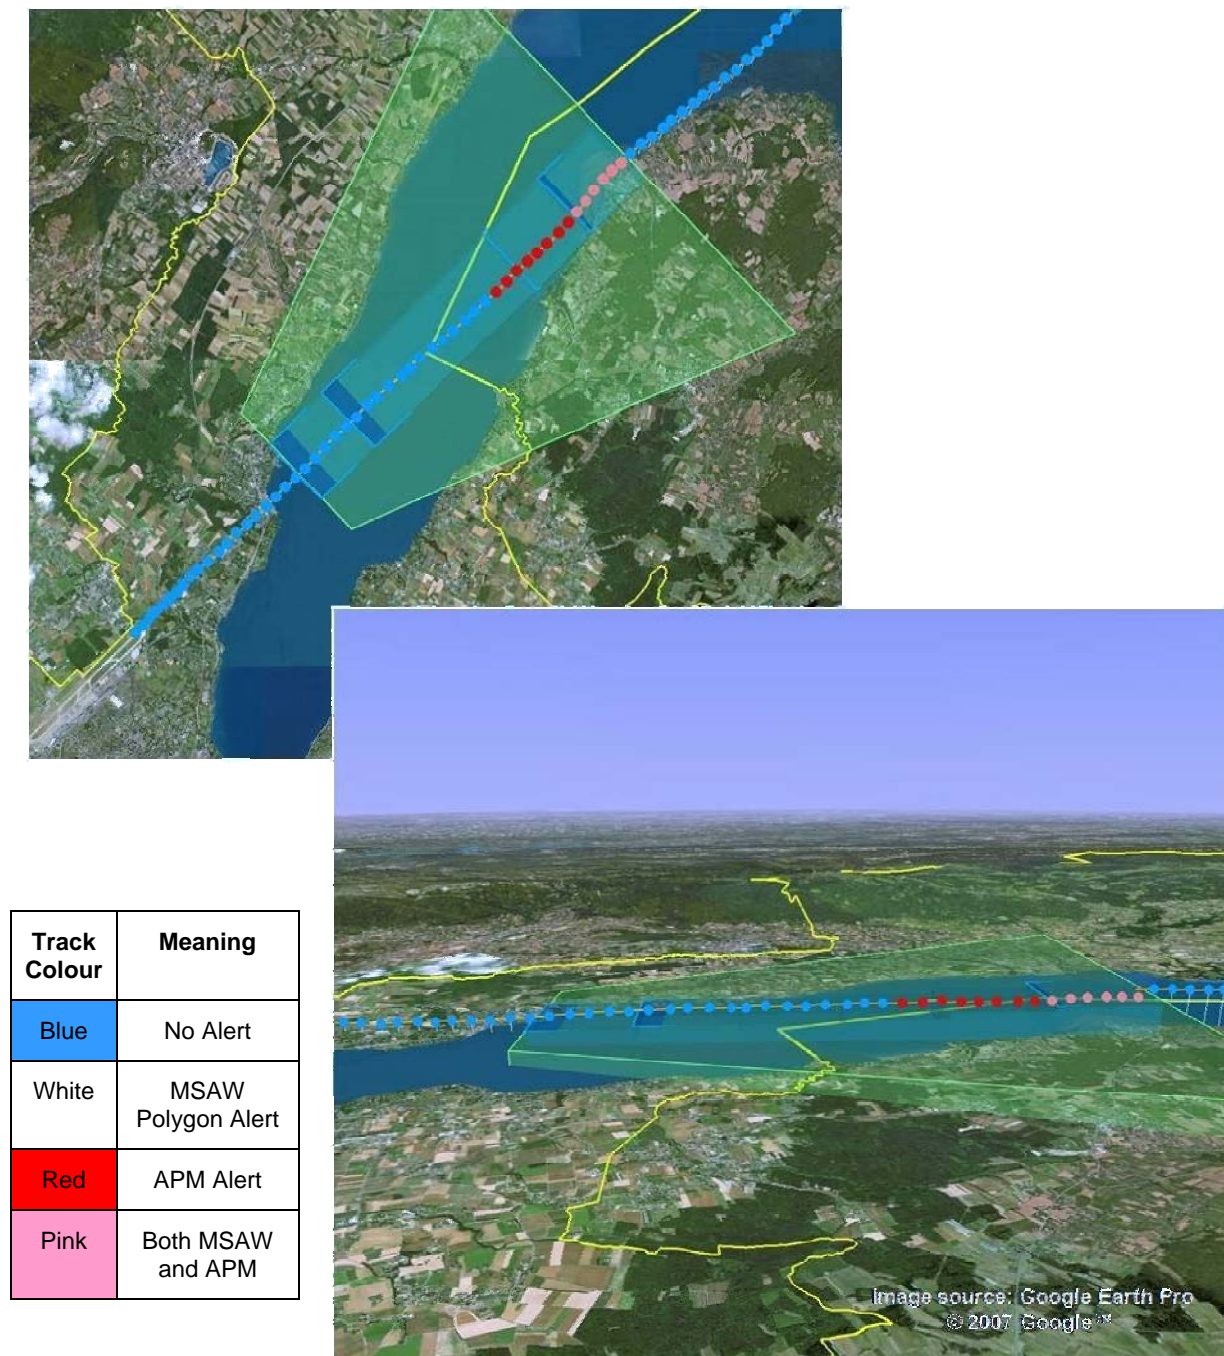 Track Meaning
Colour
Blue No Alert
White MSAW
Polygon Alert
Red APM Alert
Pink Both MSAW
and APM
Image source: Google Earth Pro
© 2007 Google™